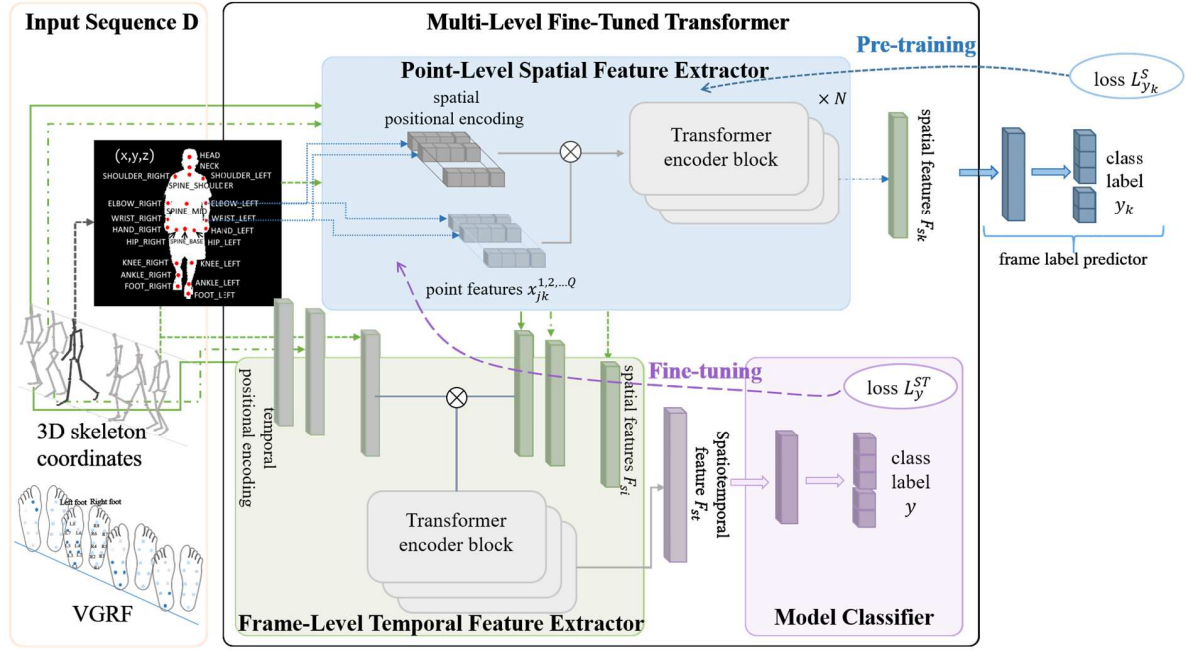 Input Sequence D
Multi-Level Fine-Tuned Transformer
Pre-training
loss L^S_{y_k}
Point-Level Spatial Feature Extractor
× N
spatial
positional encoding
Transformer
encoder block
spatial features F_{sk}
class
label
y_k
frame label predictor
(x,y,z)
HEAD
NECK
SHOULDER_RIGHT
SHOULDER_LEFT
SPINE_SHOULDER
ELBOW_RIGHT
SPINE_MID
ELBOW_LEFT
WRIST_RIGHT
WRIST_LEFT
HAND_RIGHT
HAND_LEFT
HIP_RIGHT
SPINE_BASE
HIP_LEFT
KNEE_RIGHT
KNEE_LEFT
ANKLE_RIGHT
ANKLE_LEFT
FOOT_RIGHT
FOOT_LEFT
point features x_{jk}^{1,2,...Q}
3D skeleton
coordinates
temporal
positional encoding
spatial features F_{si}
Fine-tuning
loss L^{ST}_y
Spatiotemporal
feature F_{st}
class
label
y
Transformer
encoder block
Left foot
Right foot
VGRF
Frame-Level Temporal Feature Extractor
Model Classifier